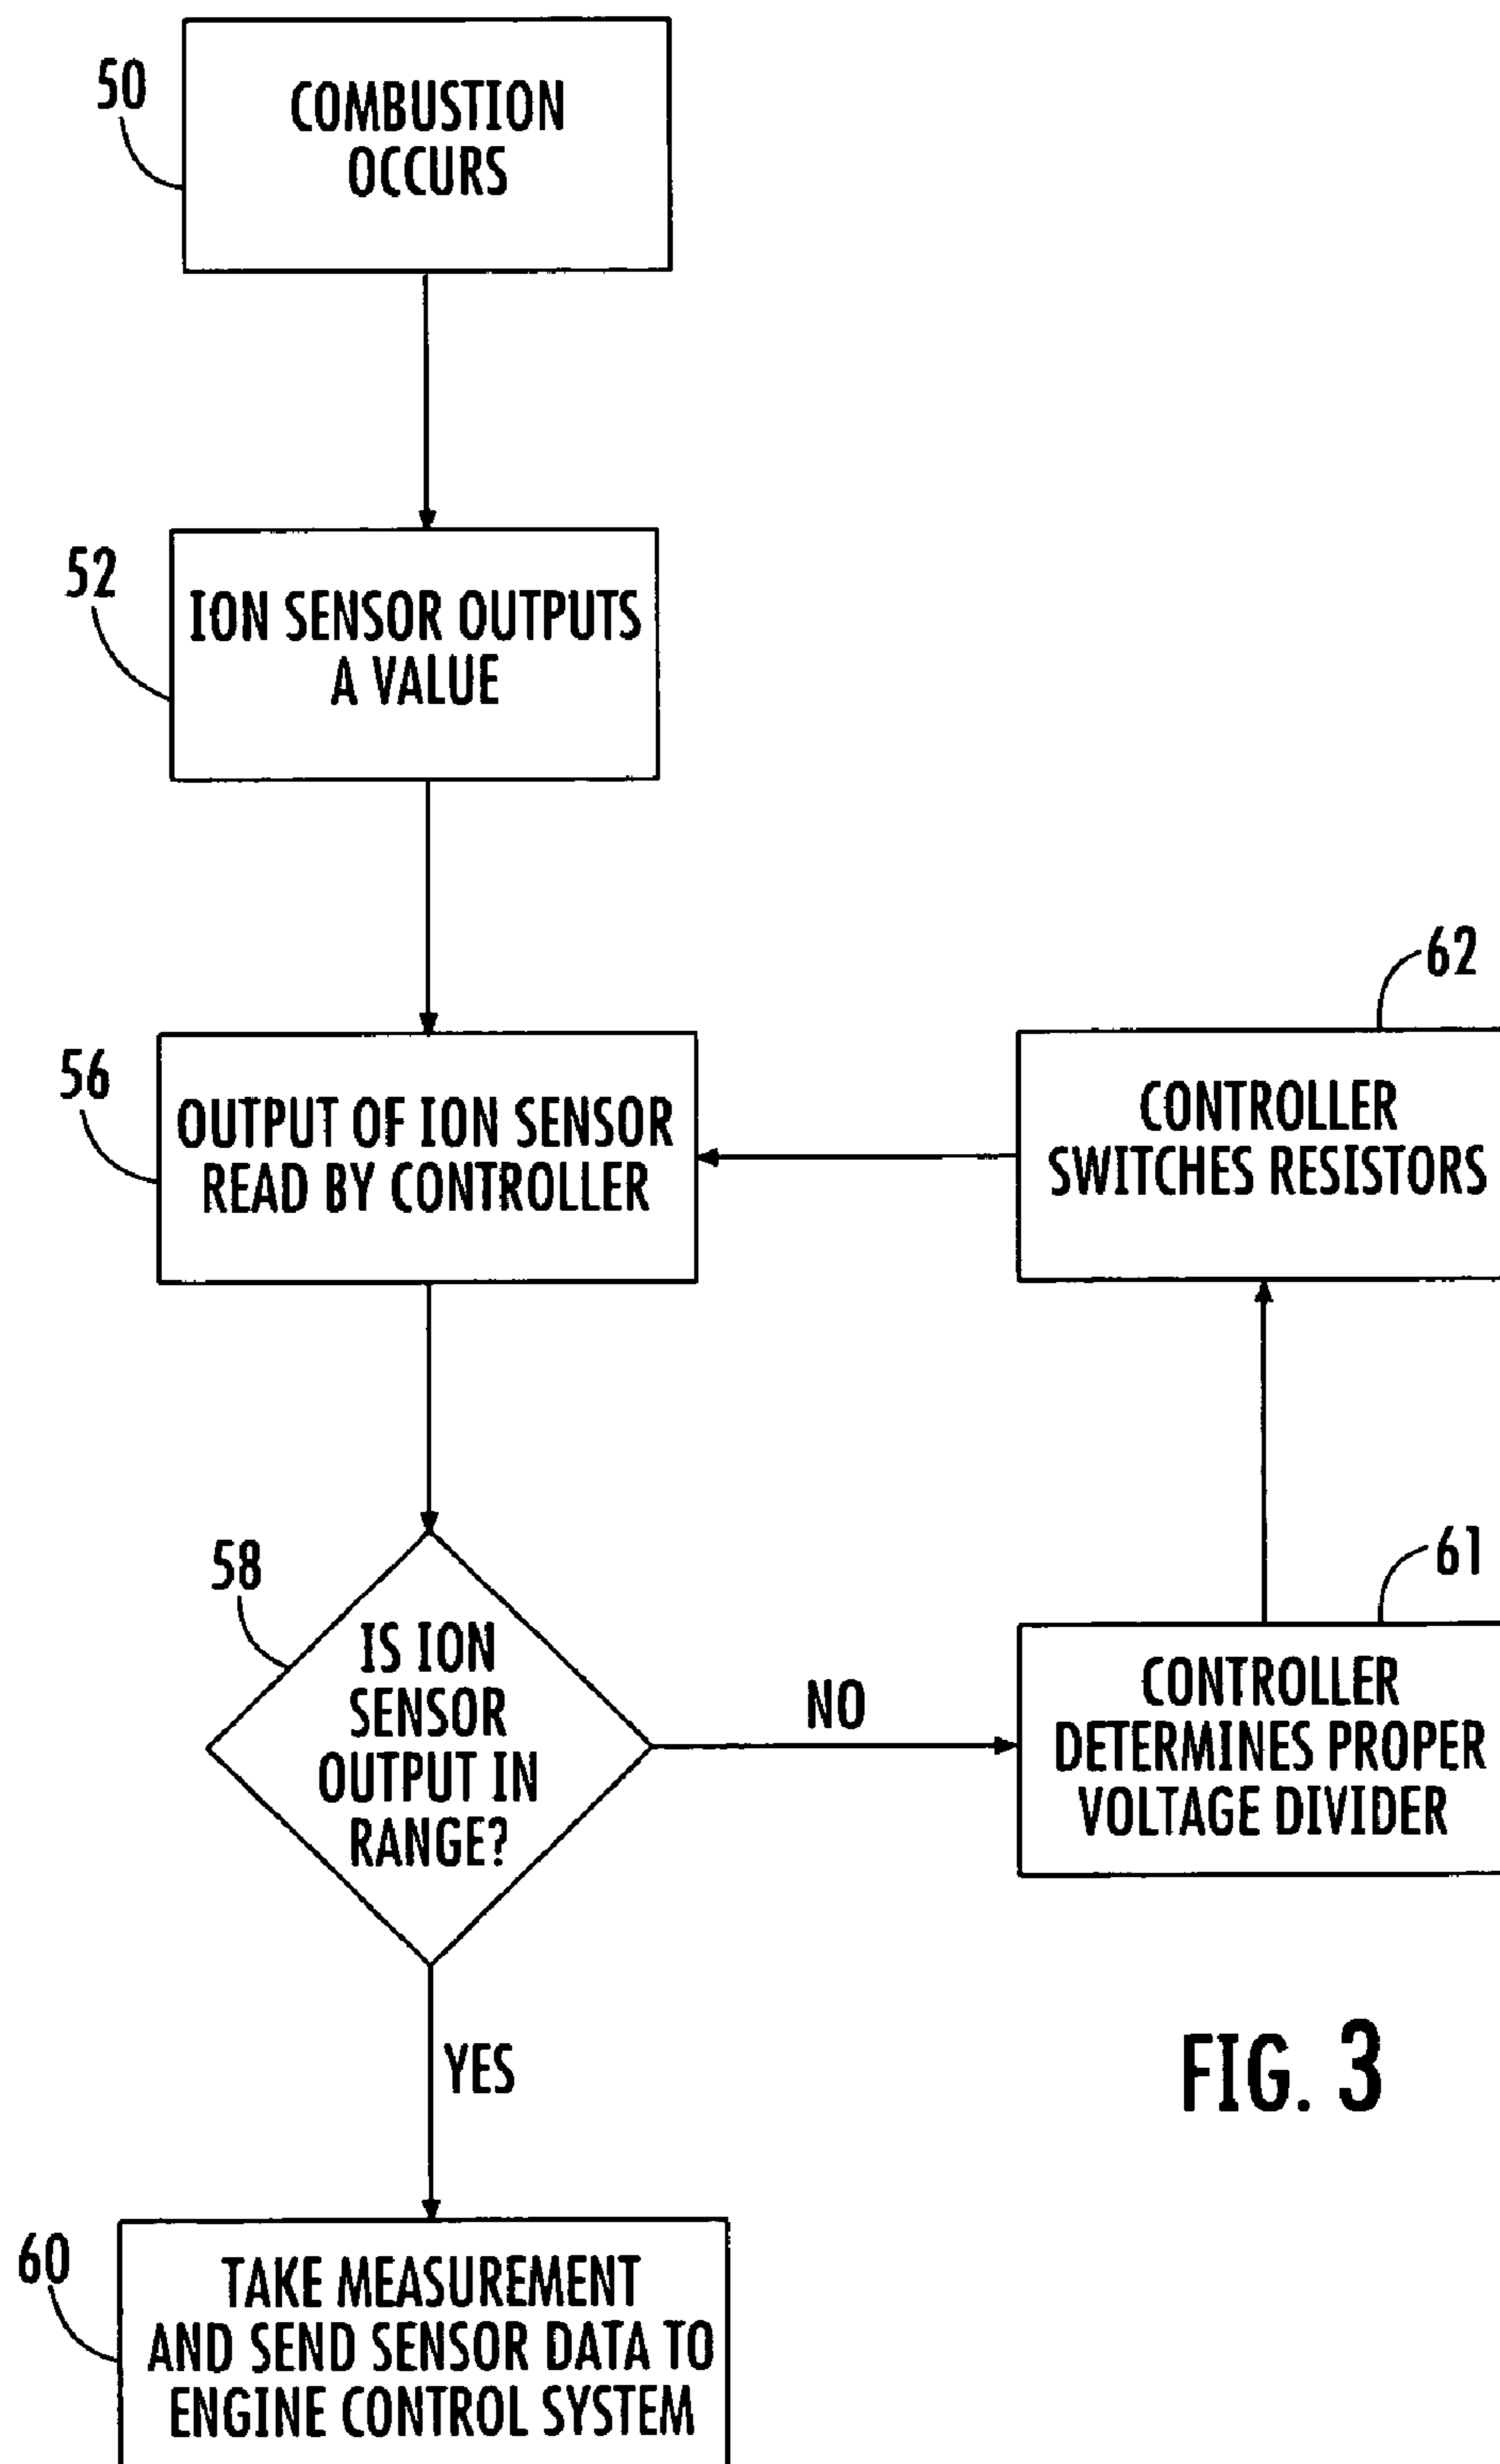 50
COMBUSTION
OCCURS
52
ION SENSOR OUTPUTS
A VALUE
56
OUTPUT OF ION SENSOR
READ BY CONTROLLER
62
CONTROLLER
SWITCHES RESISTORS
58
IS ION
SENSOR
OUTPUT IN
RANGE?
NO
61
CONTROLLER
DETERMINES PROPER
VOLTAGE DIVIDER
YES
FIG. 3
60
TAKE MEASUREMENT
AND SEND SENSOR DATA TO
ENGINE CONTROL SYSTEM